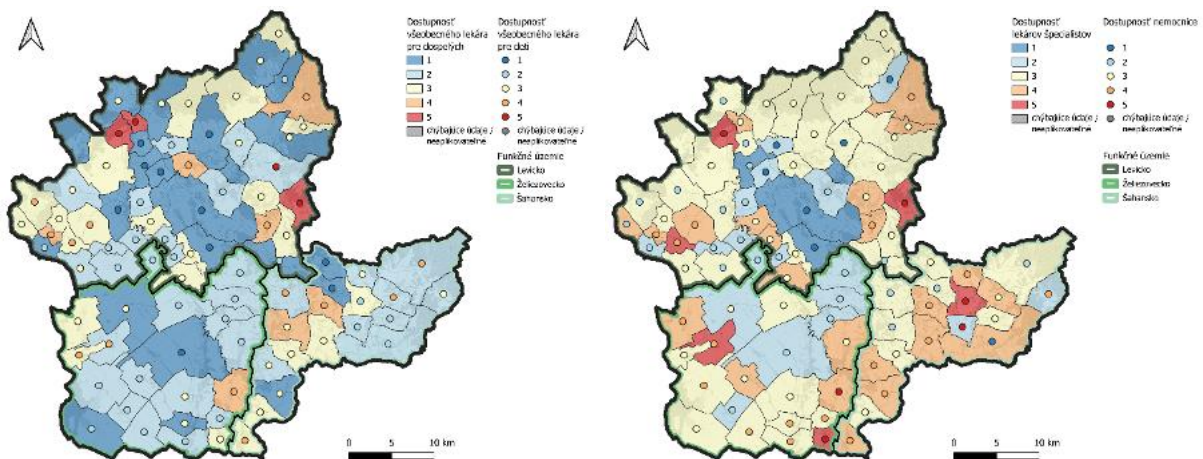 Dostupnosť
všeobecného lekára
pre dospelých
1
2
3
4
5
chýbajúce údaje /
neaplikovateľné
Dostupnosť
všeobecného lekára
pre deti
1
2
3
4
5
chýbajúce údaje /
neaplikovateľné
Funkčné územie
Levicko
Želiezovecko
Šahansko
0 5 10 km
Dostupnosť
lekárov špecialistov
1
2
3
4
5
chýbajúce údaje /
neaplikovateľné
Dostupnosť nemocnice
1
2
3
4
5
chýbajúce údaje /
neaplikovateľné
Funkčné územie
Levicko
Želiezovecko
Šahansko
0 5 10 km